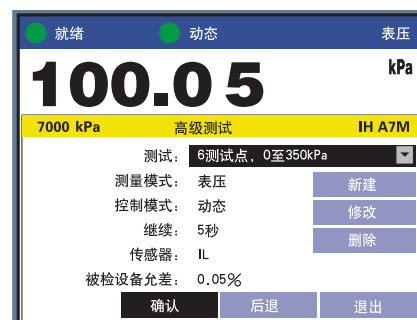 就绪 动态 表压
100.05 kPa
7000 kPa 高级测试 IH A7M
测试: 6测试点, 0至350kPa
测量模式: 表压 新建
控制模式: 动态 修改
继续: 5秒 删除
传感器: IL
被检设备允差: 0.05%
确认 后退 退出